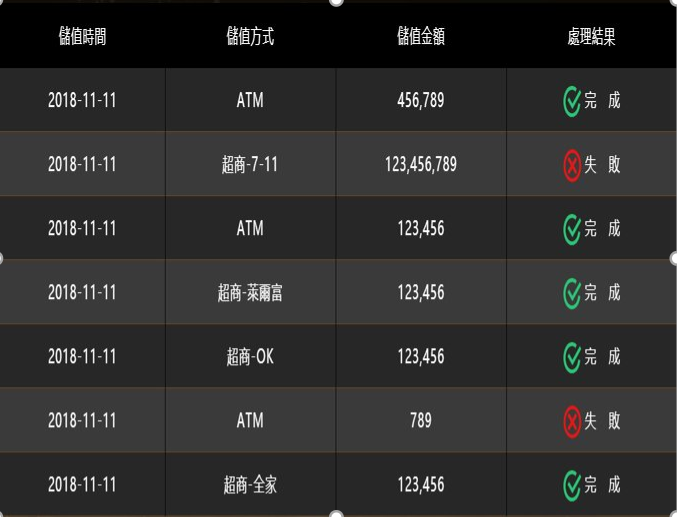 儲值時間 儲值方式 儲值金額 處理結果
2018-11-11 ATM 456,789 完 成
2018-11-11 超商-7-11 123,456,789 失 敗
2018-11-11 ATM 123,456 完 成
2018-11-11 超商-萊爾富 123,456 完 成
2018-11-11 超商-OK 123,456 完 成
2018-11-11 ATM 789 失 敗
2018-11-11 超商-全家 123,456 完 成